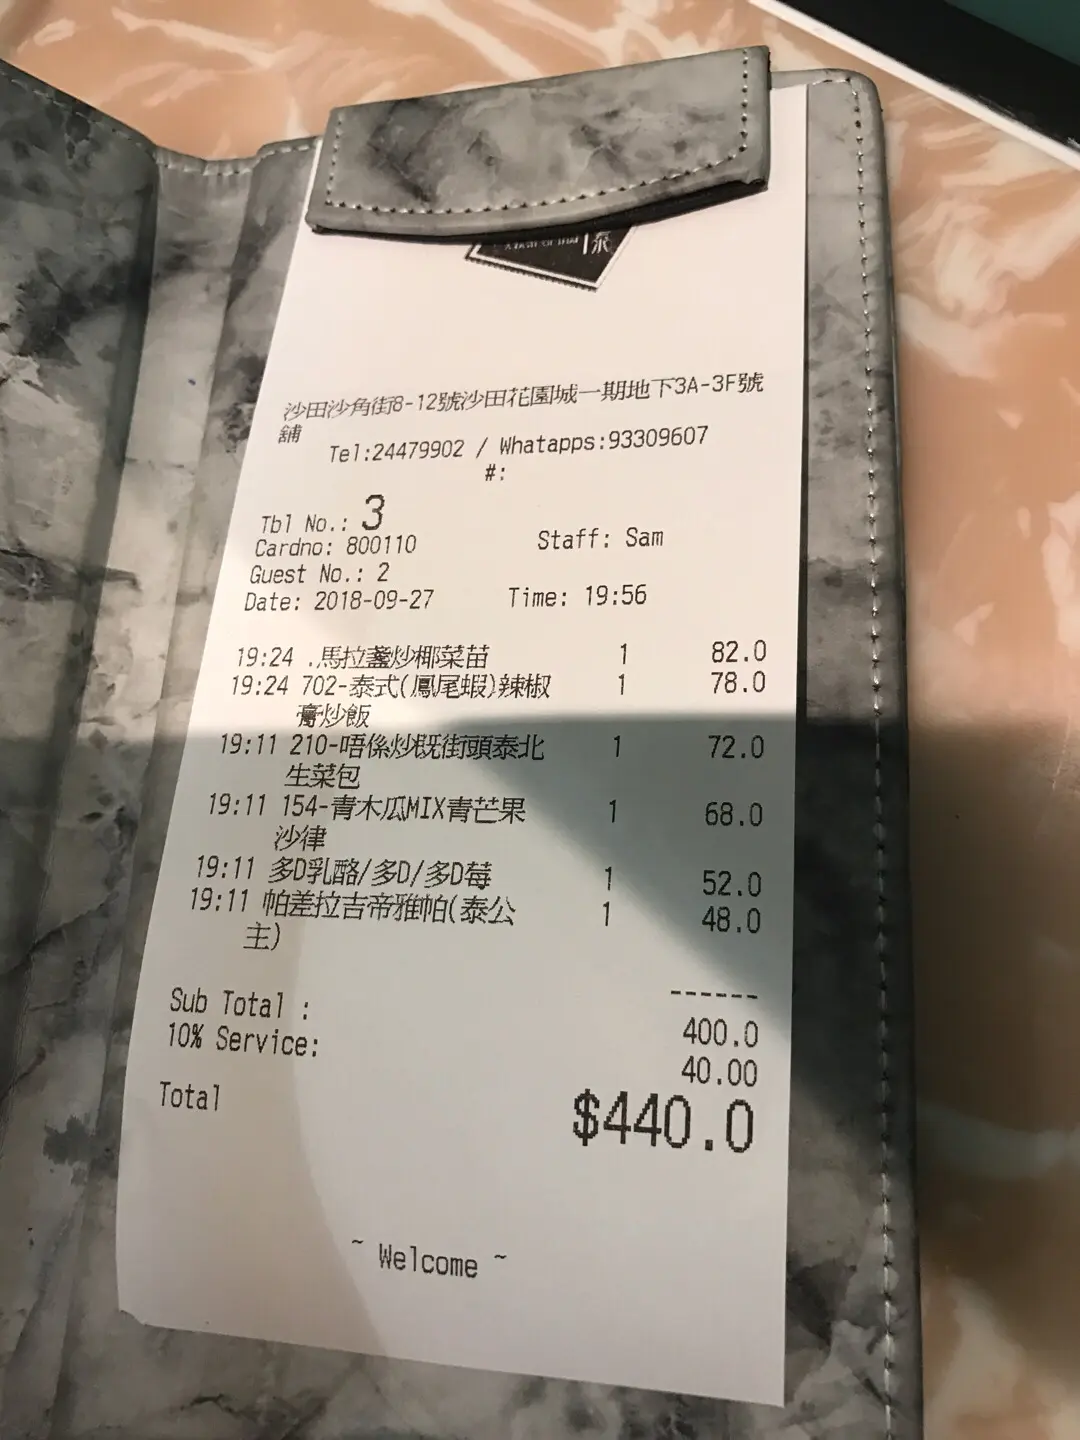 泰
沙田沙角街8-12號沙田花園城一期地下3A-3F號
舖
Tel:24479902 / Whatapps:93309607
#:
Tbl No.: 3
Cardno: 800110 Staff: Sam
Guest No.: 2
Date: 2018-09-27 Time: 19:56
19:24 .馬拉盞炒椰菜苗 1 82.0
19:24 702-泰式(鳳尾蝦)辣椒 1 78.0
膏炒飯
19:11 210-唔係炒既街頭泰北 1 72.0
生菜包
19:11 154-青木瓜MIX青芒果 1 68.0
沙律
19:11 多D乳酪/多D/多D莓 1 52.0
19:11 帕差拉吉帝雅帕(泰公 1 48.0
主)
------
Sub Total : 400.0
10% Service: 40.00
Total $440.0
~ Welcome ~